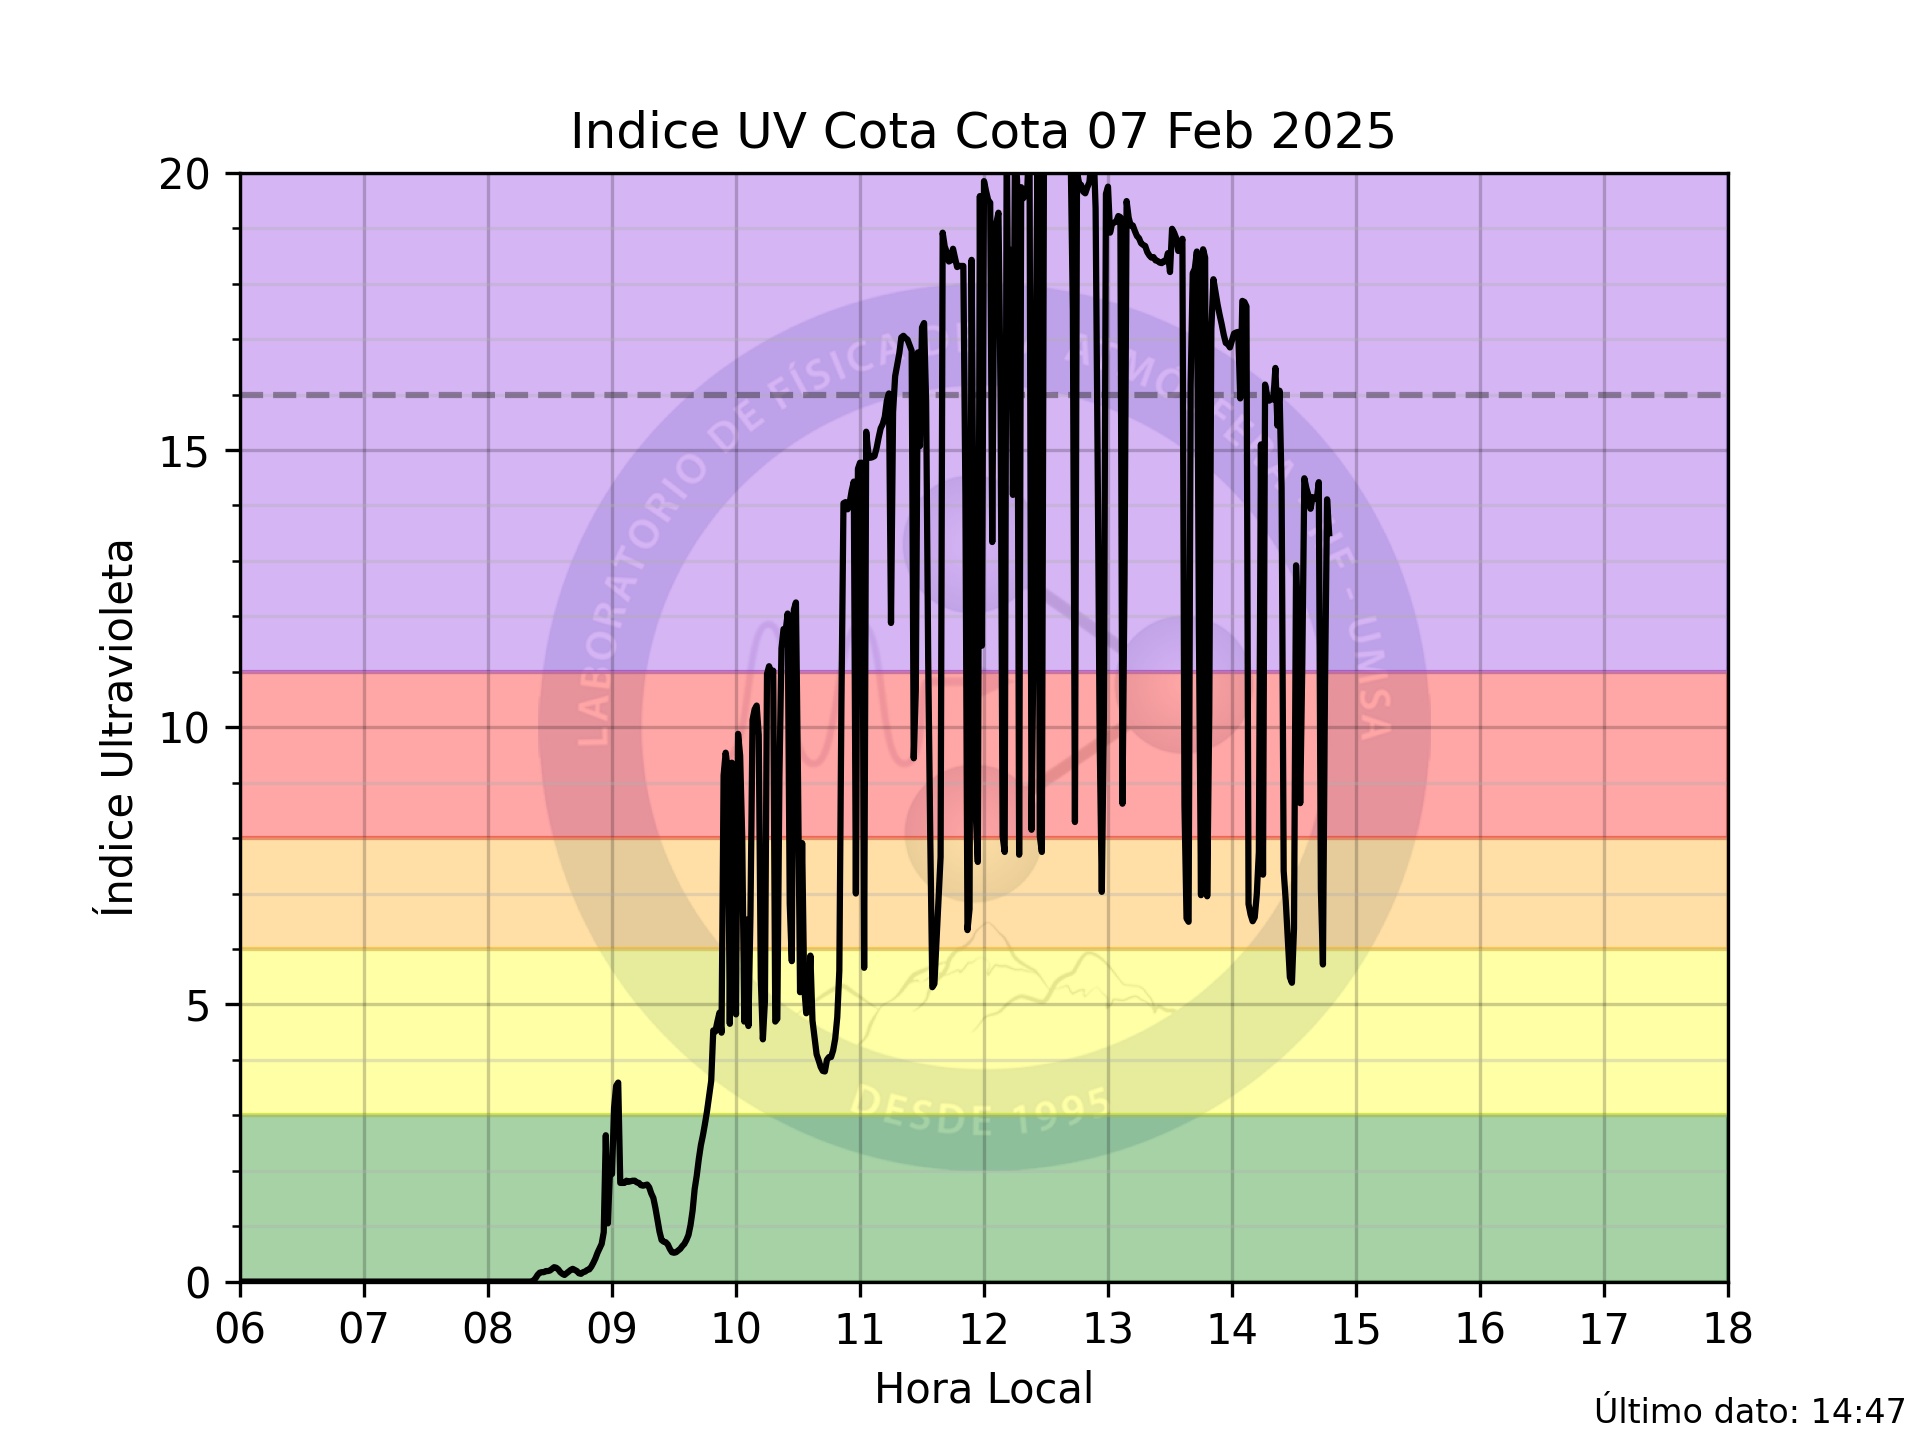 Indice UV Cota Cota 07 Feb 2025
20
15
10
5
0
Índice Ultravioleta
LABORATORIO DE FÍSICA DE
UMSA
DESDE 1995
06 07 08 09 10 11 12 13 14 15 16 17 18
Hora Local
Último dato: 14:47